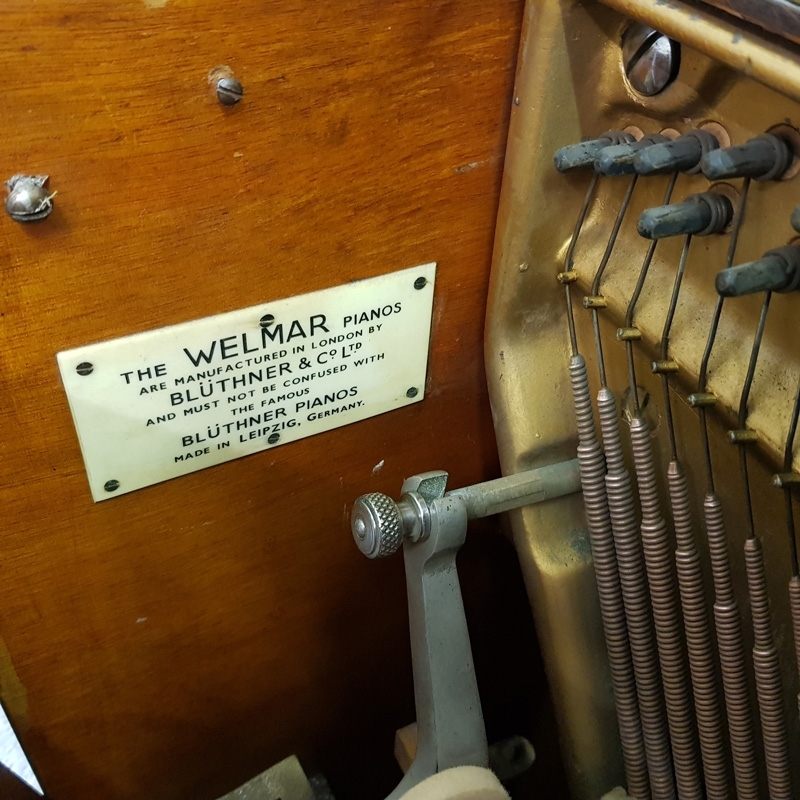 THE WELMAR PIANOS
ARE MANUFACTURED IN LONDON BY
BLÜTHNER & Co. LTD
AND MUST NOT BE CONFUSED WITH
THE FAMOUS
BLÜTHNER PIANOS
MADE IN LEIPZIG, GERMANY.